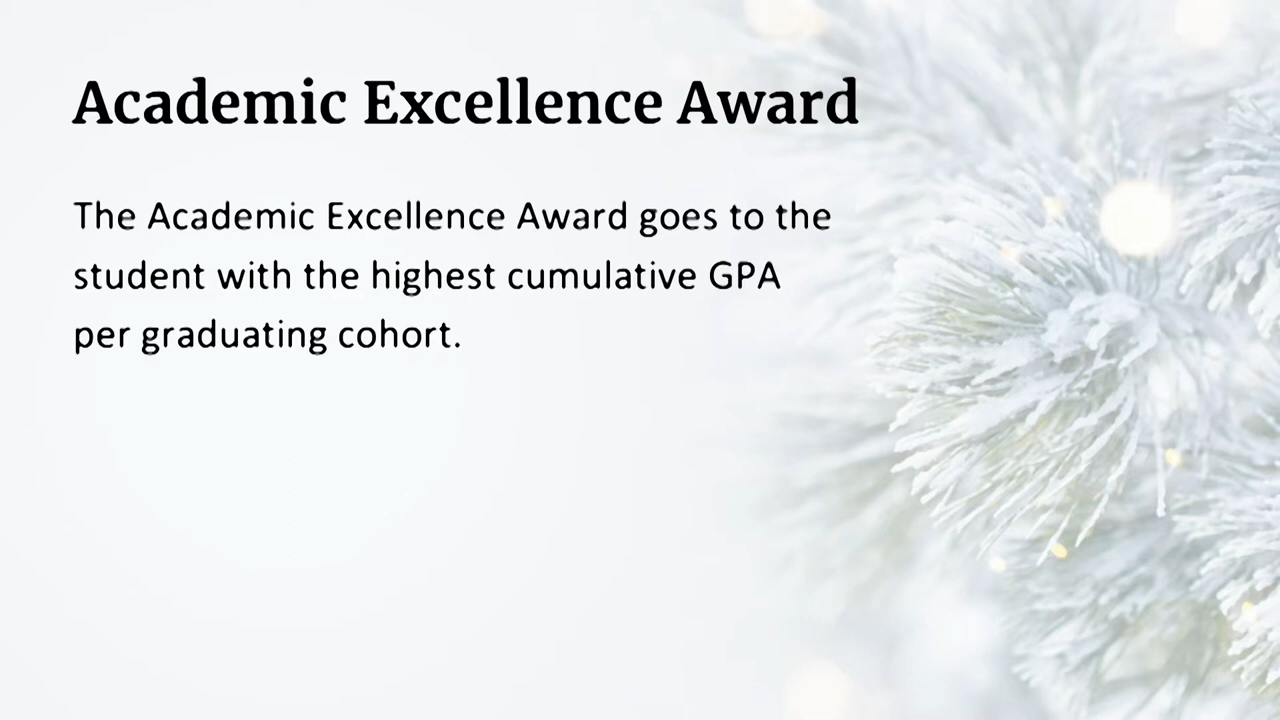 Academic Excellence Award
The Academic Excellence Award goes to the
student with the highest cumulative GPA
per graduating cohort.